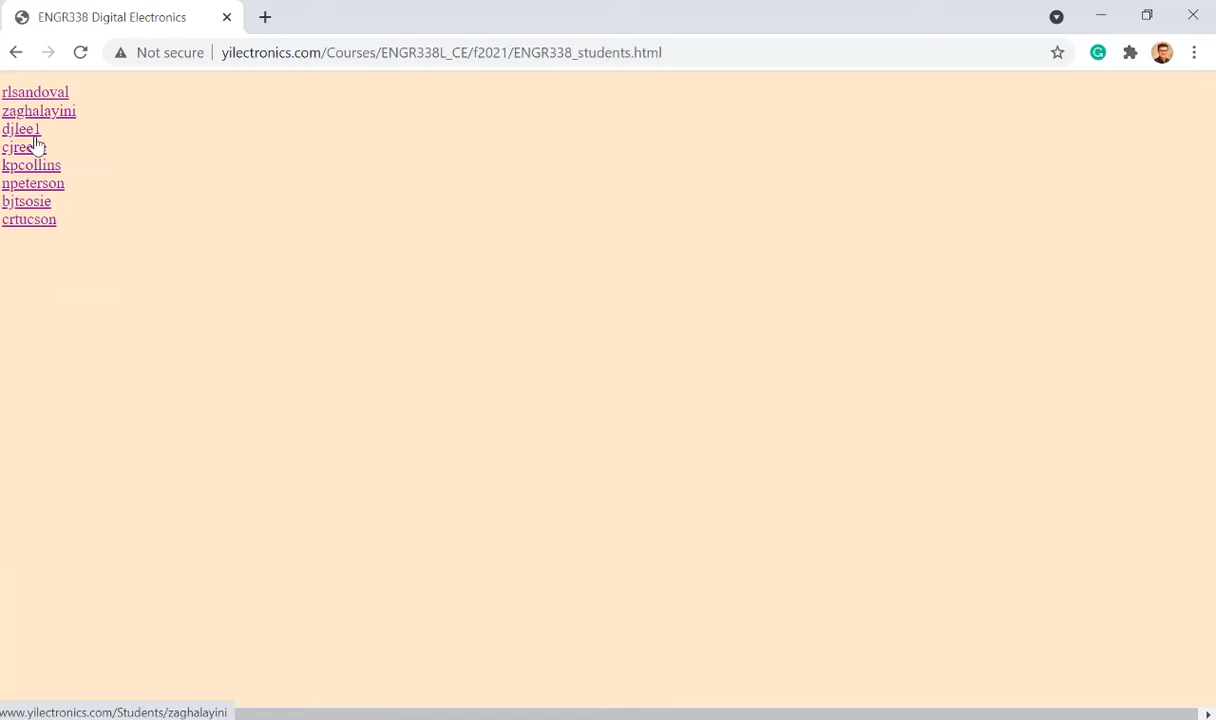 ENGR338 Digital Electronics
Not secure | yilectronics.com/Courses/ENGR338L_CE/f2021/ENGR338_students.html
rlsandoval
zaghalayini
djlee1
kpcollins
npeterson
bjtsosie
crtucson
www.yilectronics.com/Students/zaghalayini